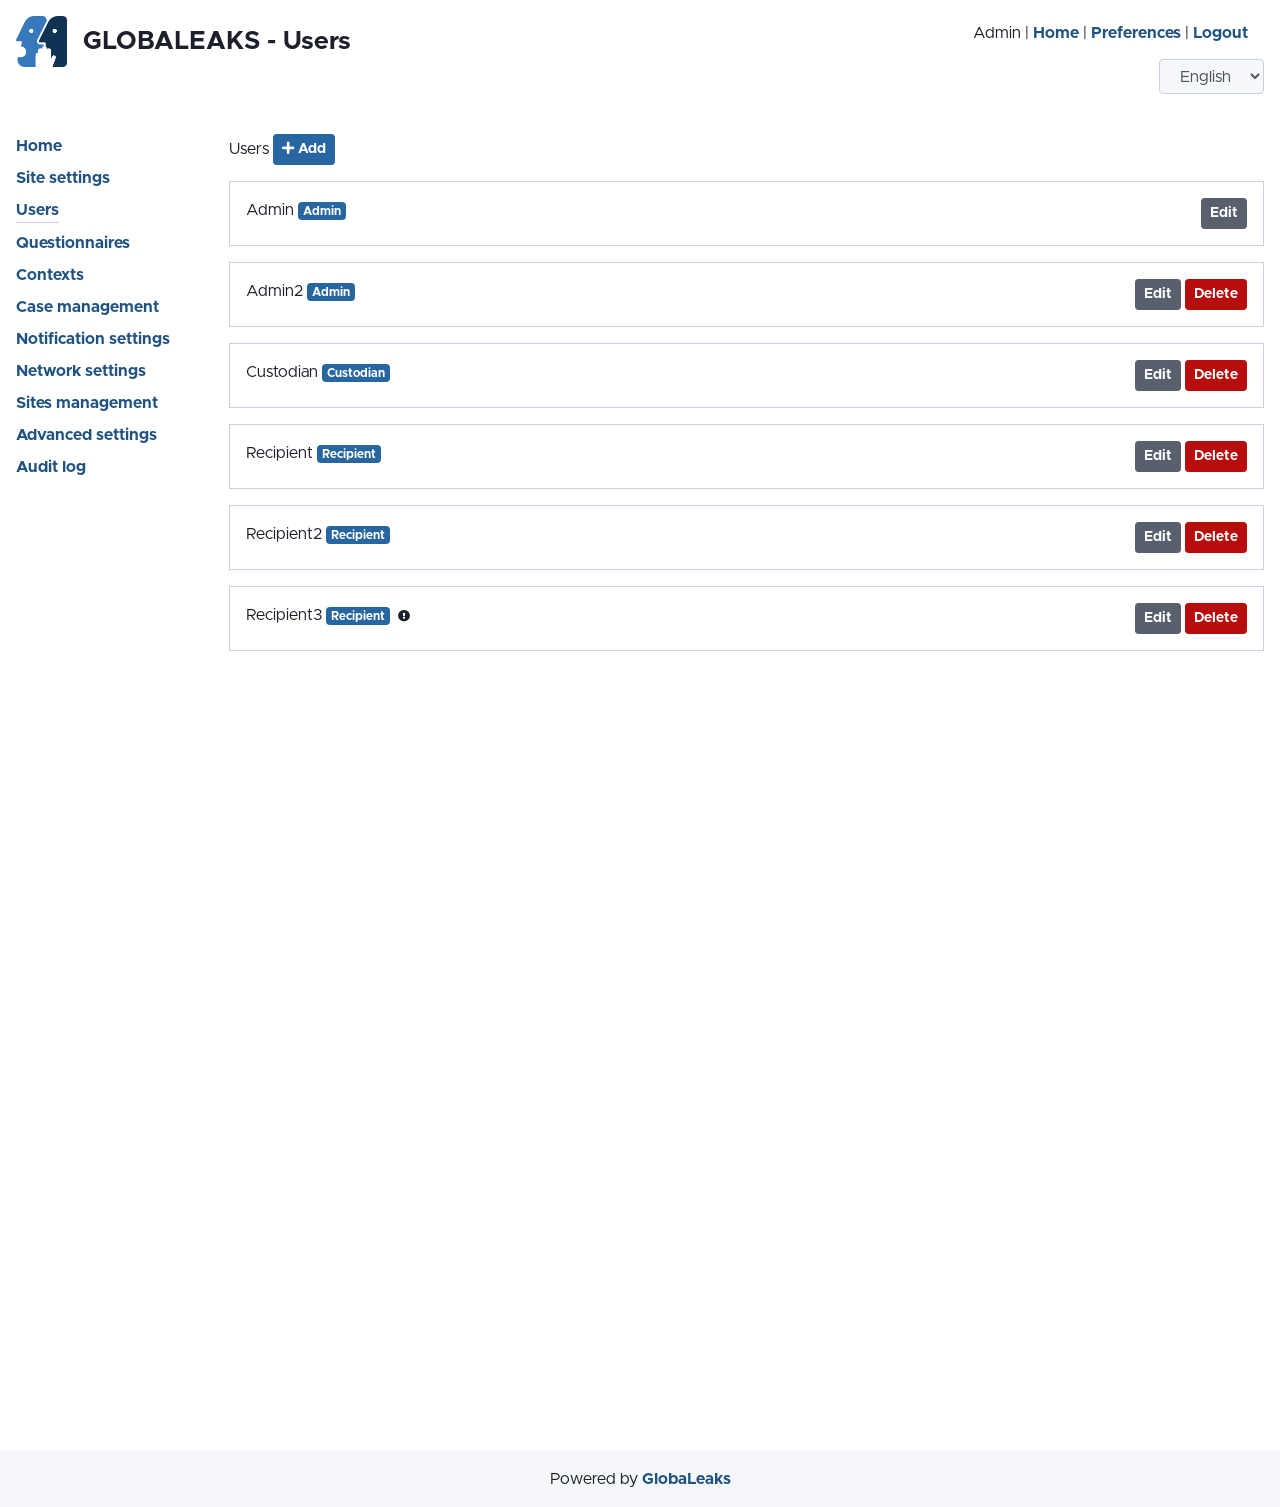 GLOBALEAKS - Users
Admin | Home | Preferences | Logout
English
Home
Site settings
Users
Questionnaires
Contexts
Case management
Notification settings
Network settings
Sites management
Advanced settings
Audit log
Users Add
Admin Admin Edit
Admin2 Admin Edit Delete
Custodian Custodian Edit Delete
Recipient Recipient Edit Delete
Recipient2 Recipient Edit Delete
Recipient3 Recipient Edit Delete
Powered by GlobaLeaks